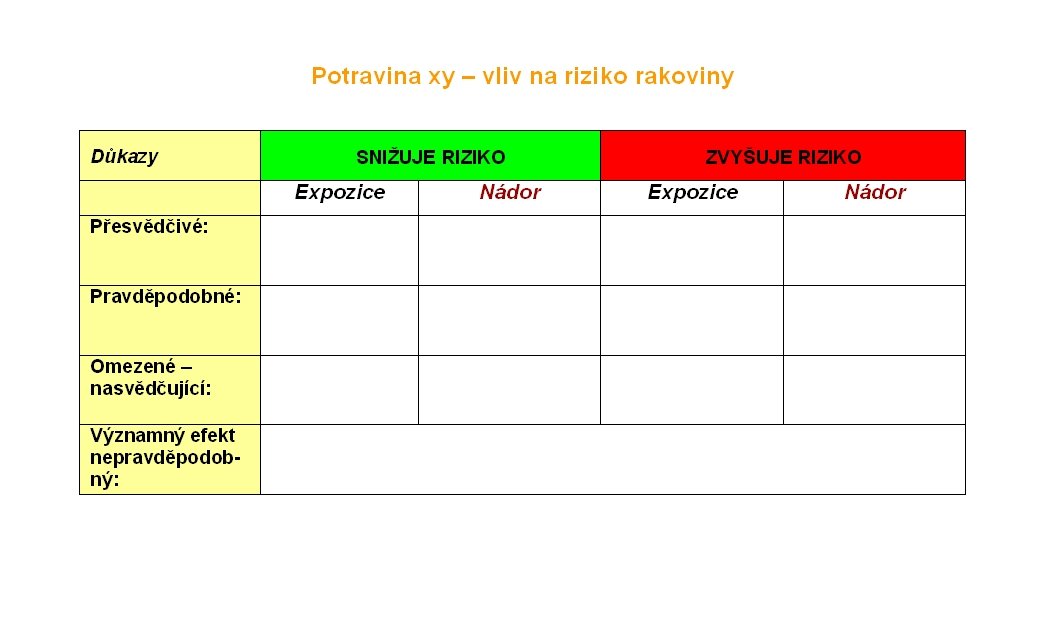 Potravina xy – vliv na riziko rakoviny
Důkazy SNIŽUJE RIZIKO ZVYŠUJE RIZIKO
Expozice Nádor Expozice Nádor
Přesvědčivé:
Pravděpodobné:
Omezené –
nasvědčující:
Významný efekt
nepravděpodob-
ný: